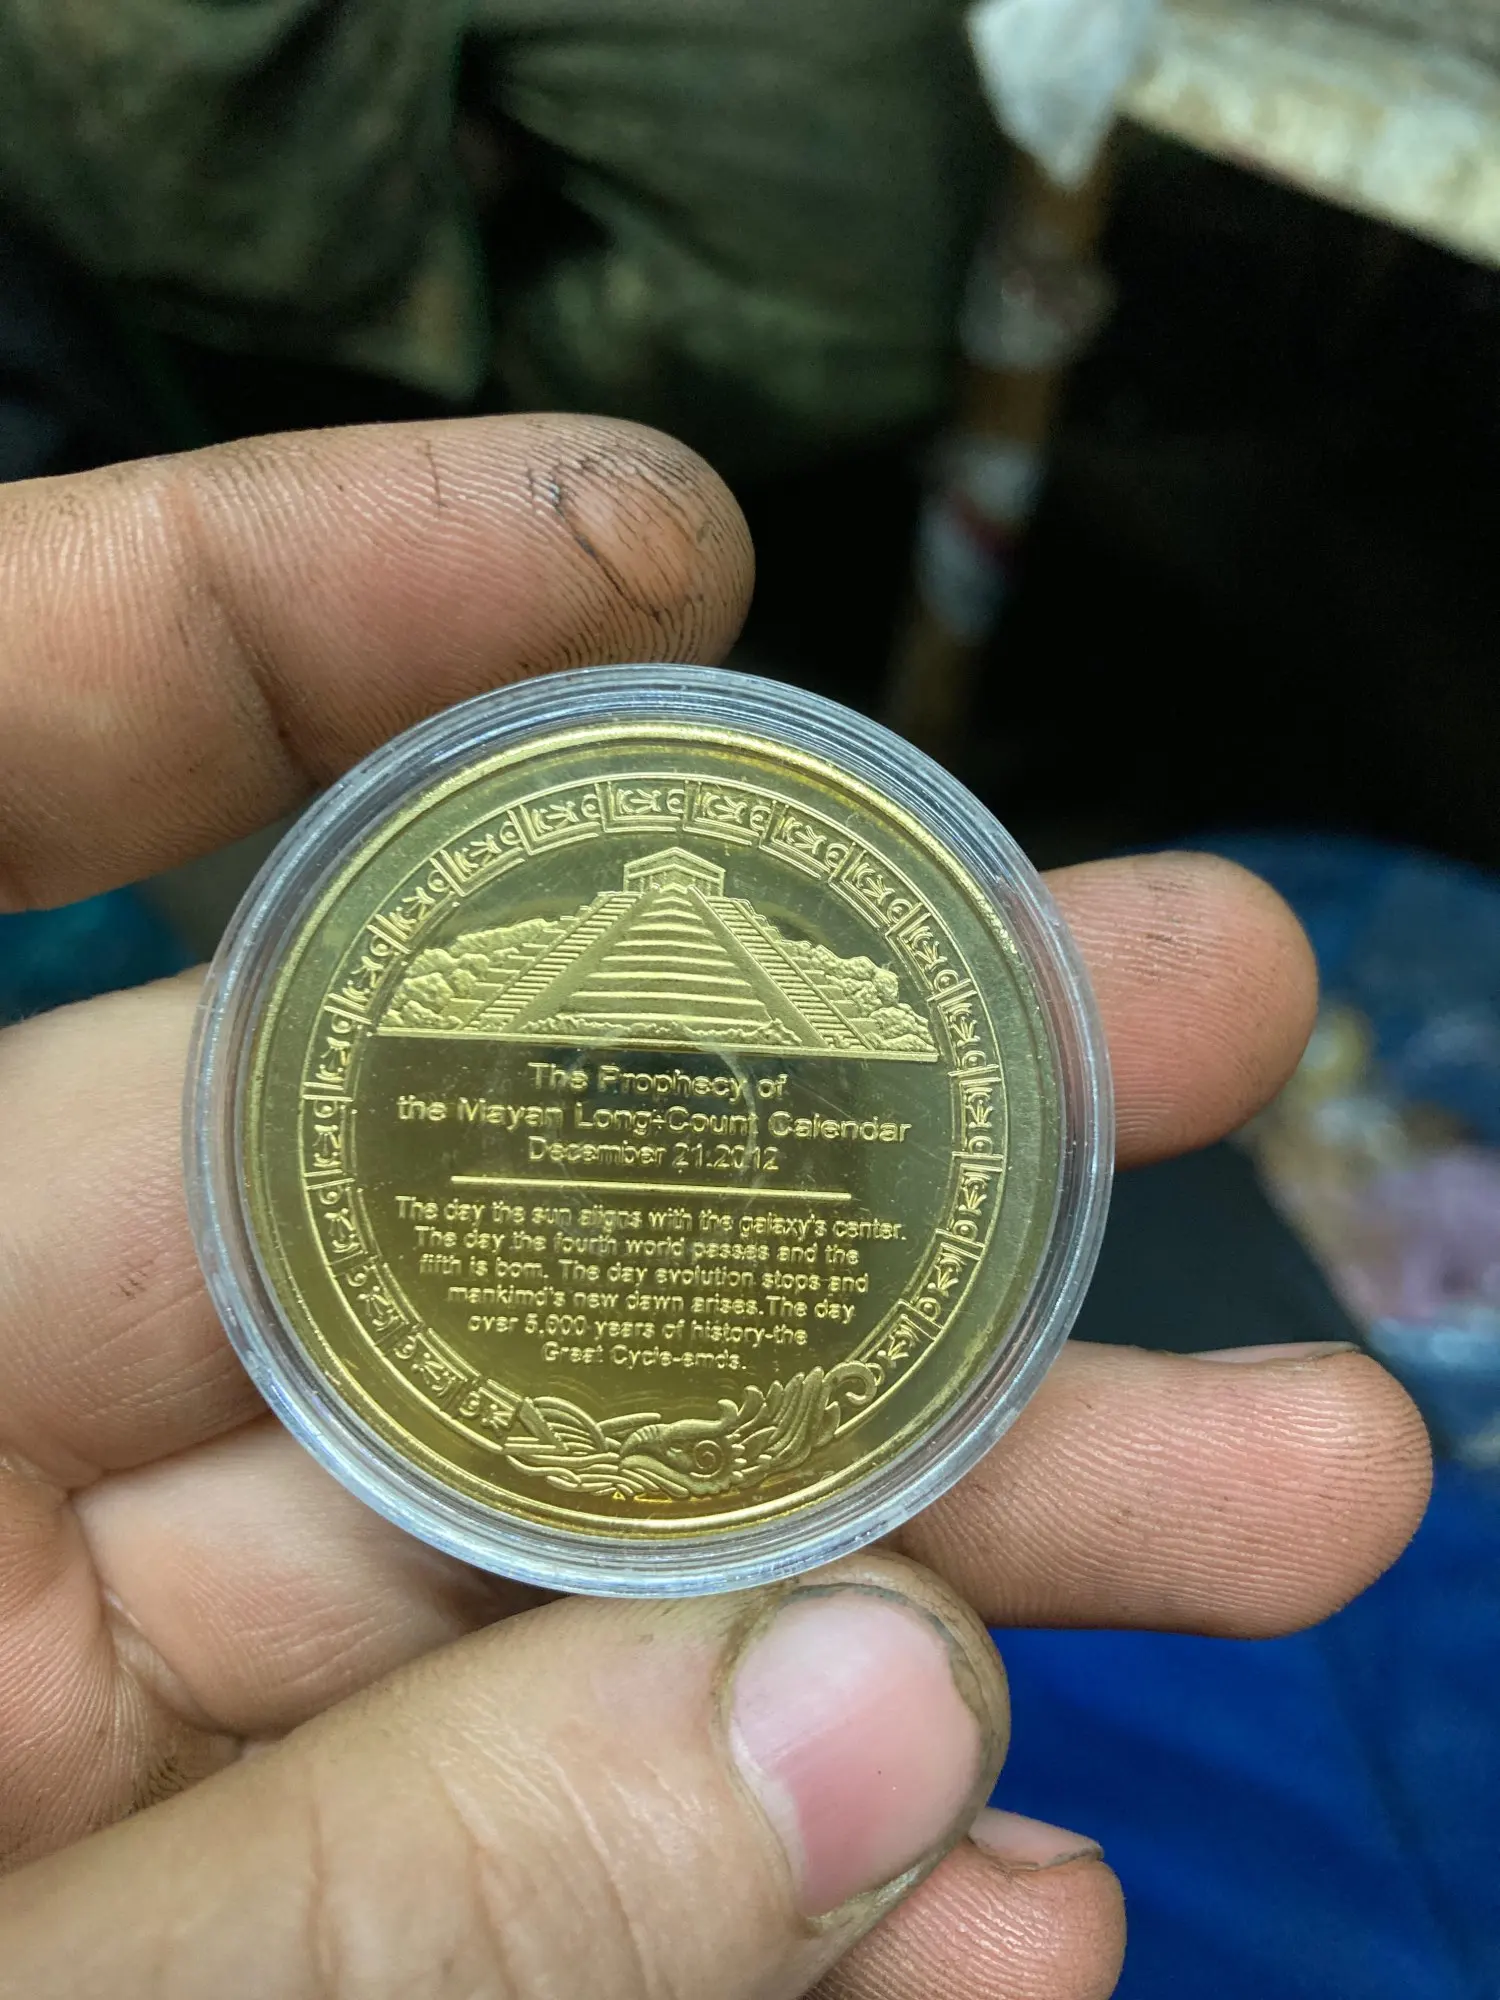 The Prophecy of
the Mayan Long-Count Calendar
December 21.2012
The day the sun aligns with the galaxy's center.
The day the fourth world passes and the
fifth is born. The day evolution stops and
mankimd's new dawn arises.The day
over 5.000 years of history-the
Great Cycle-emds.